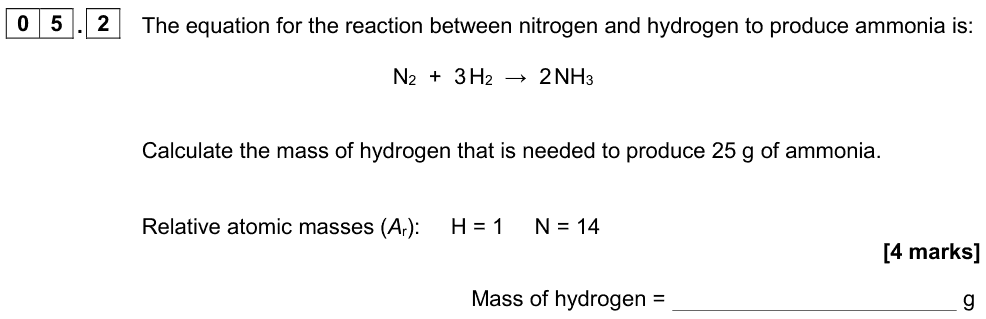 0 5 . 2 The equation for the reaction between nitrogen and hydrogen to produce ammonia is:
N₂ + 3H₂ → 2NH₃
Calculate the mass of hydrogen that is needed to produce 25 g of ammonia.
Relative atomic masses (Aᵣ): H = 1 N = 14
[4 marks]
Mass of hydrogen = ____________________ g